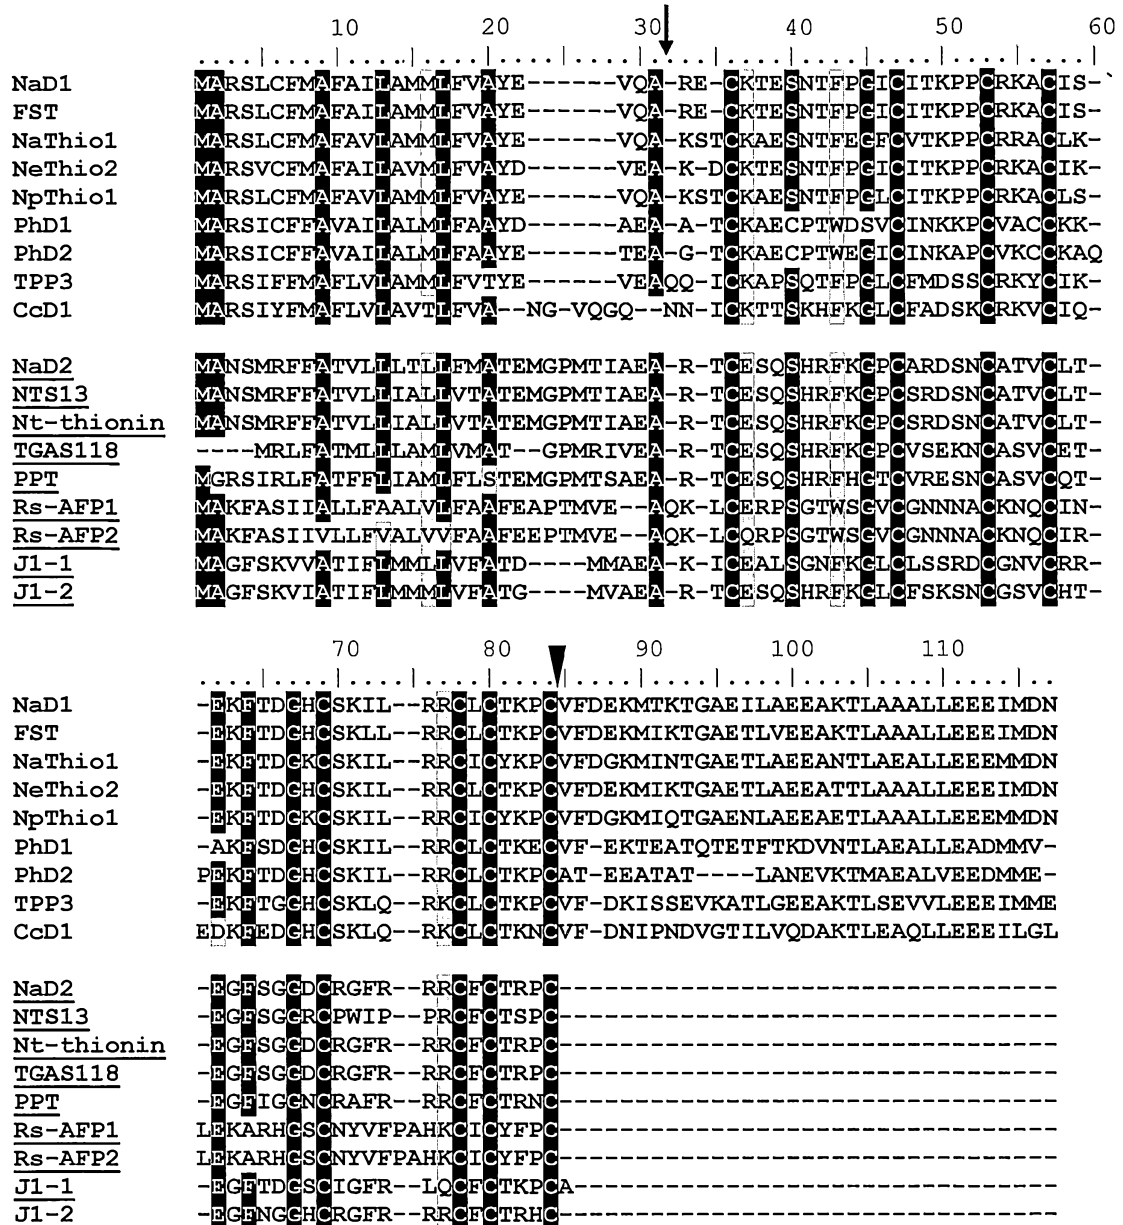 10 20 30 40 50 60
NaD1 MARSLCFMAFAILAMMLFVAYE------VQA-RE-CKTESNTFPGICITKPPCRKACIS-
FST MARSLCFMAFAILAMMLFVAYE------VQA-RE-CKTESNTFPGICITKPPCRKACIS-
NaThio1 MARSLCFMAFAVLAMMLFVAYE------VQA-KSTCKAESNTFEGFCVTKPPCRRACLK-
NeThio2 MARSVCFMAFAILAVMLFVAYD------VEA-K-DCKTESNTFPGICITKPPCRKACIK-
NpThio1 MARSLCFMAFAVLAMMLFVAYE------VQA-KSTCKAESNTFPGLCITKPPCRKACLS-
PhD1 MARSICFFAVAILALMLFAAYD------AEA-A-TCKAECPTWDSVCINKKPCVACCKK-
PhD2 MARSICFFAVAILALMLFAAYE------TEA-G-TCKAECPTWEGICINKAPCVKCCKAQ
TPP3 MARSIFFMAFLVLAMMLFVTYE------VEAQQ-ICKAPSQTFPGLCFMDSSCRKYCIK-
CcD1 MARSIYFMAFLVLAVTLFVA--NG-VQGQ--NN-ICKTTSKHFKGLCFADSKCRKVCIQ-
NaD2 MANSMRFFATVLLLTLLFMATEMGPMTIAEA-R-TCESQSHRFKGPCARDSNCATVCLT-
NTS13 MANSMRFFATVLLIALLVTATEMGPMTIAEA-R-TCESQSHRFKGPCSRDSNCATVCLT-
Nt-thionin MANSMRFFATVLLIALLVTATEMGPMTIAEA-R-TCESQSHRFKGPCSRDSNCATVCLT-
TGAS118 ----MRLFATMLLLAMLVMAT--GPMRIVEA-R-TCESQSHRFKGPCVSEKNCASVCET-
PPT MGRSIRLFATFFLIAMLFLSTEMGPMTSAEA-R-TCESQSHRFHGTCVRESNCASVCQT-
Rs-AFP1 MAKFASIIALLFAALVLFAAFEAPTMVE--AQK-LCERPSGTWSGVCGNNNACKNQCIN-
Rs-AFP2 MAKFASIIVLLFVALVVFAAFEEPTMVE--AQK-LCQRPSGTWSGVCGNNNACKNQCIR-
J1-1 MAGFSKVVATIFLMMLLVFATD----MMAEA-K-ICEALSGNFKGLCLSSRDCGNVCRR-
J1-2 MAGFSKVIATIFLMMMLVFATG----MVAEA-R-TCESQSHRFKGLCFSKSNCGSVCHT-
70 80 90 100 110
NaD1 -EKFTDGHCSKIL--RRCLCTKPCVFDEKMTKTGAEILAEEAKTLAAALLEEEIMDN
FST -EKFTDGHCSKLL--RRCLCTKPCVFDEKMIKTGAETLVEEAKTLAAALLEEEIMDN
NaThio1 -EKFTDGKCSKIL--RRCICYKPCVFDGKMINTGAETLAEEANTLAEALLEEEMMDN
NeThio2 -EKFTDGHCSKIL--RRCLCTKPCVFDEKMIKTGAETLAEEATTLAAALLEEEIMDN
NpThio1 -EKFTDGKCSKIL--RRCICYKPCVFDGKMIQTGAENLAEEAETLAAALLEEEMMDN
PhD1 -AKFSDGHCSKIL--RRCLCTKECVF-EKTEATQTETFTKDVNTLAEALLEADMMV-
PhD2 PEKFTDGHCSKIL--RRCLCTKPCAT-EEATAT----LANEVKTMAEALVEEDMME-
TPP3 -EKFTGGHCSKLQ--RKCLCTKPCVF-DKISSEVKATLGEEAKTLSEVVLEEEIMME
CcD1 EDKFEDGHCSKLQ--RKCLCTKNCVF-DNIPNDVGTILVQDAKTLEAQLLEEEILGL
NaD2 -EGFSGGDCRGFR--RRCFCTRPC---------------------------------
NTS13 -EGFSGGRCPWIP--PRCFCTSPC---------------------------------
Nt-thionin -EGFSGGDCRGFR--RRCFCTRPC---------------------------------
TGAS118 -EGFSGGDCRGFR--RRCFCTRPC---------------------------------
PPT -EGFIGGNCRAFR--RRCFCTRNC---------------------------------
Rs-AFP1 LEKARHGSCNYVFPAHKCICYFPC---------------------------------
Rs-AFP2 LEKARHGSCNYVFPAHKCICYFPC---------------------------------
J1-1 -EGFTDGSCIGFR--LQCFCTKPCA--------------------------------
J1-2 -EGFNGGHCRGFR--RRCFCTRHC---------------------------------